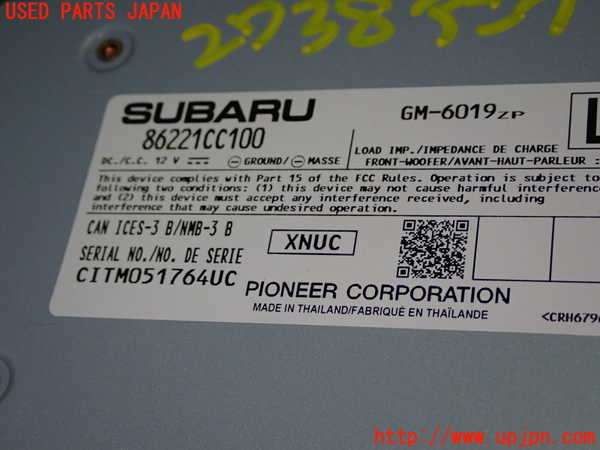 USED PARTS JAPAN
SUBARU
GM-6019ZP
L
86221CC100
DC./C.C. 12 V GROUND/ MASSE
LOAD IMP./IMPEDANCE DE CHARGE
FRONT-WOOFER/AVANT-HAUT-PARLEUR :
This device complies with Part 15 of the FCC Rules. Operation is subject to
following two conditions: (1) this device may not cause harmful interference
and (2) this device must accept any interference received, including
interference that may cause undesired operation.
CAN ICES-3 B/NMB-3 B
XNUC
SERIAL NO./NO. DE SERIE
CITM051764UC
PIONEER CORPORATION
MADE IN THAILAND/FABRIQUÉ EN THAÏLANDE
<CRH679
http://www.upjpn.com/